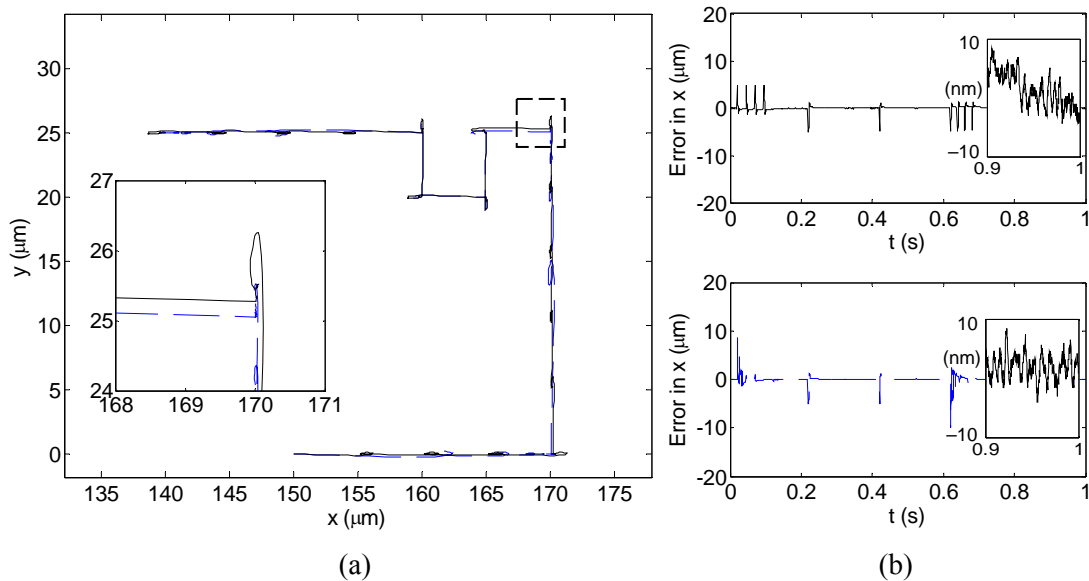 30
25
20
15
10
5
0
y (μm)
135 140 145 150 155 160 165 170 175
x (μm)
27
26
25
24
168 169 170 171
(a)
20
10
0
-10
-20
Error in x (μm)
0 0.2 0.4 0.6 0.8 1
t (s)
10
(nm)
−10
0.9 1
20
10
0
-10
-20
Error in x (μm)
0 0.2 0.4 0.6 0.8 1
t (s)
10
(nm)
−10
0.9 1
(b)